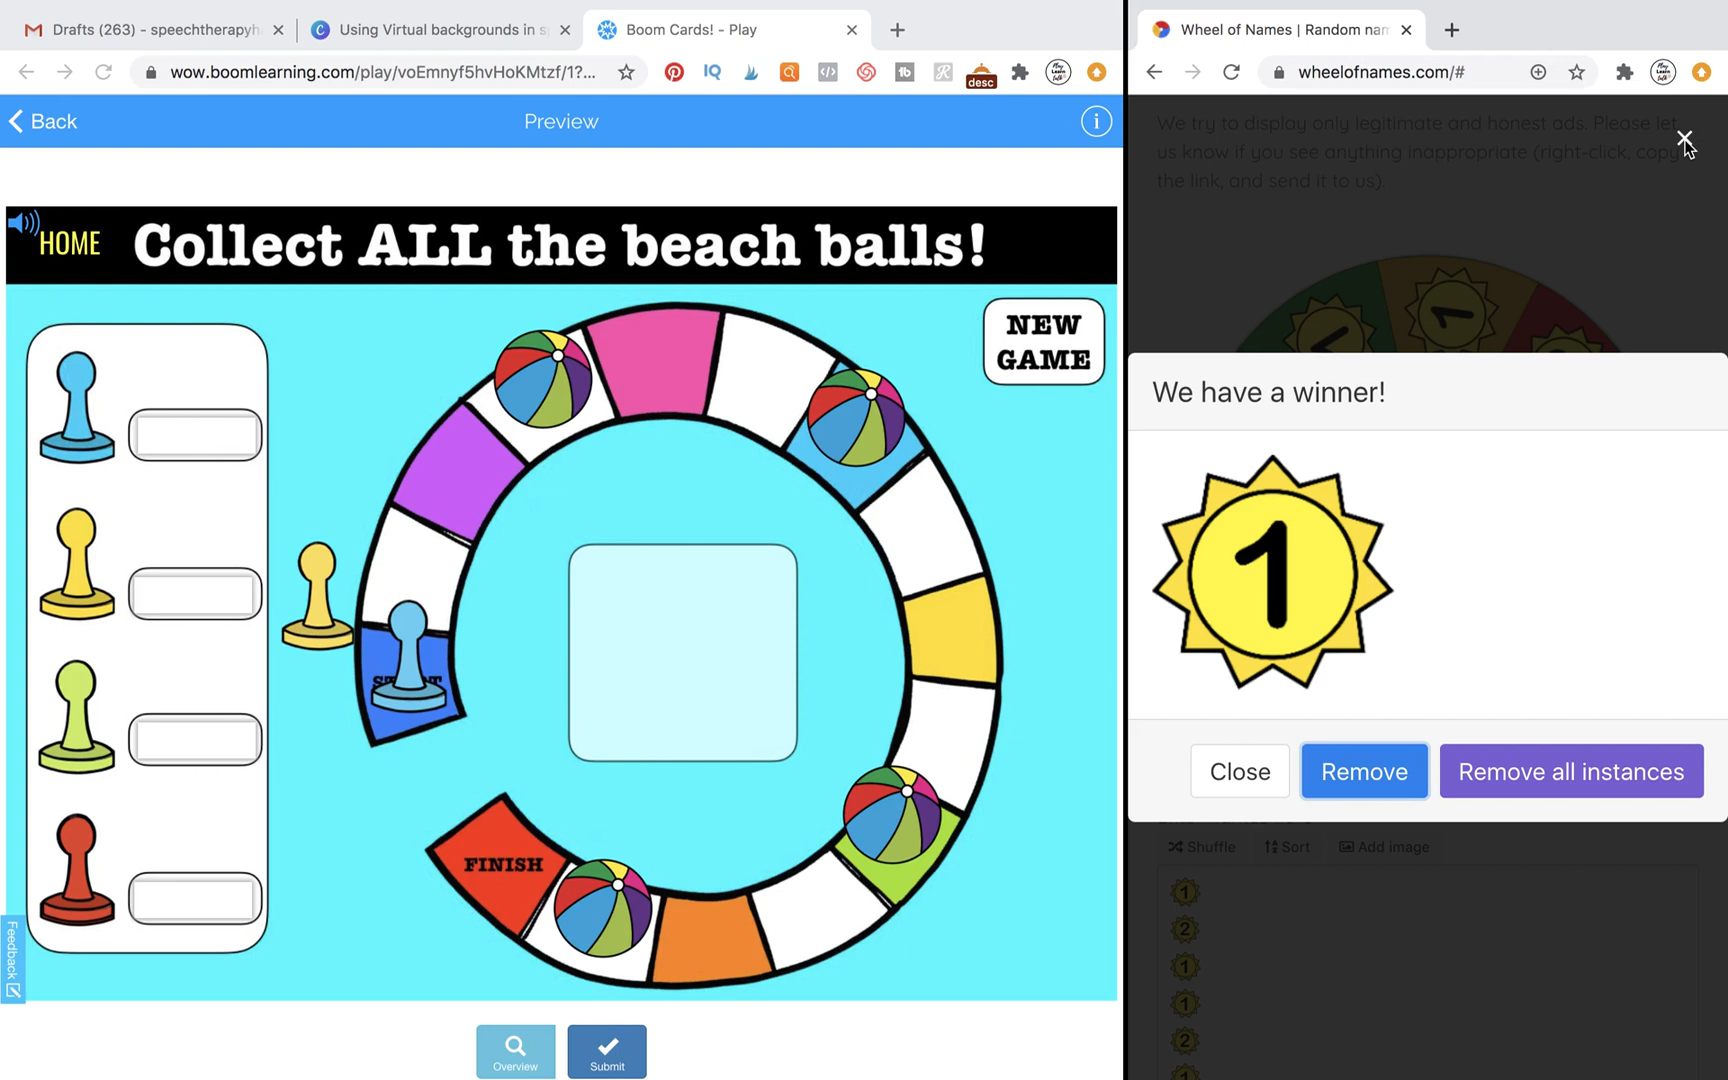 Drafts (263) - speechtherapyh
Using Virtual backgrounds in s
Boom Cards! - Play
Wheel of Names | Random nam
wow.boomlearning.com/play/voEmnyf5hvHoKMtzf/1?...
IQ
desc
wheelofnames.com/#
Back
Preview
We try to display only legitimate and honest ads. Please let
us know if you see anything inappropriate (right-click, copy
the link, and send it to us).
HOME
Collect ALL the beach balls!
NEW
GAME
FINISH
Feedback
Overview
Submit
We have a winner!
1
Close
Remove
Remove all instances
Shuffle
Sort
Add image
1
2
1
1
2
1